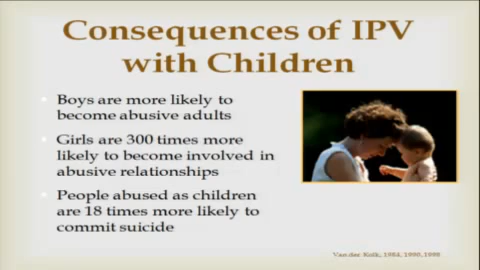 Consequences of IPV
with Children
Boys are more likely to
become abusive adults
Girls are 300 times more
likely to become involved in
abusive relationships
People abused as children
are 18 times more likely to
commit suicide
Van der Kolk, 1984, 1990, 1998